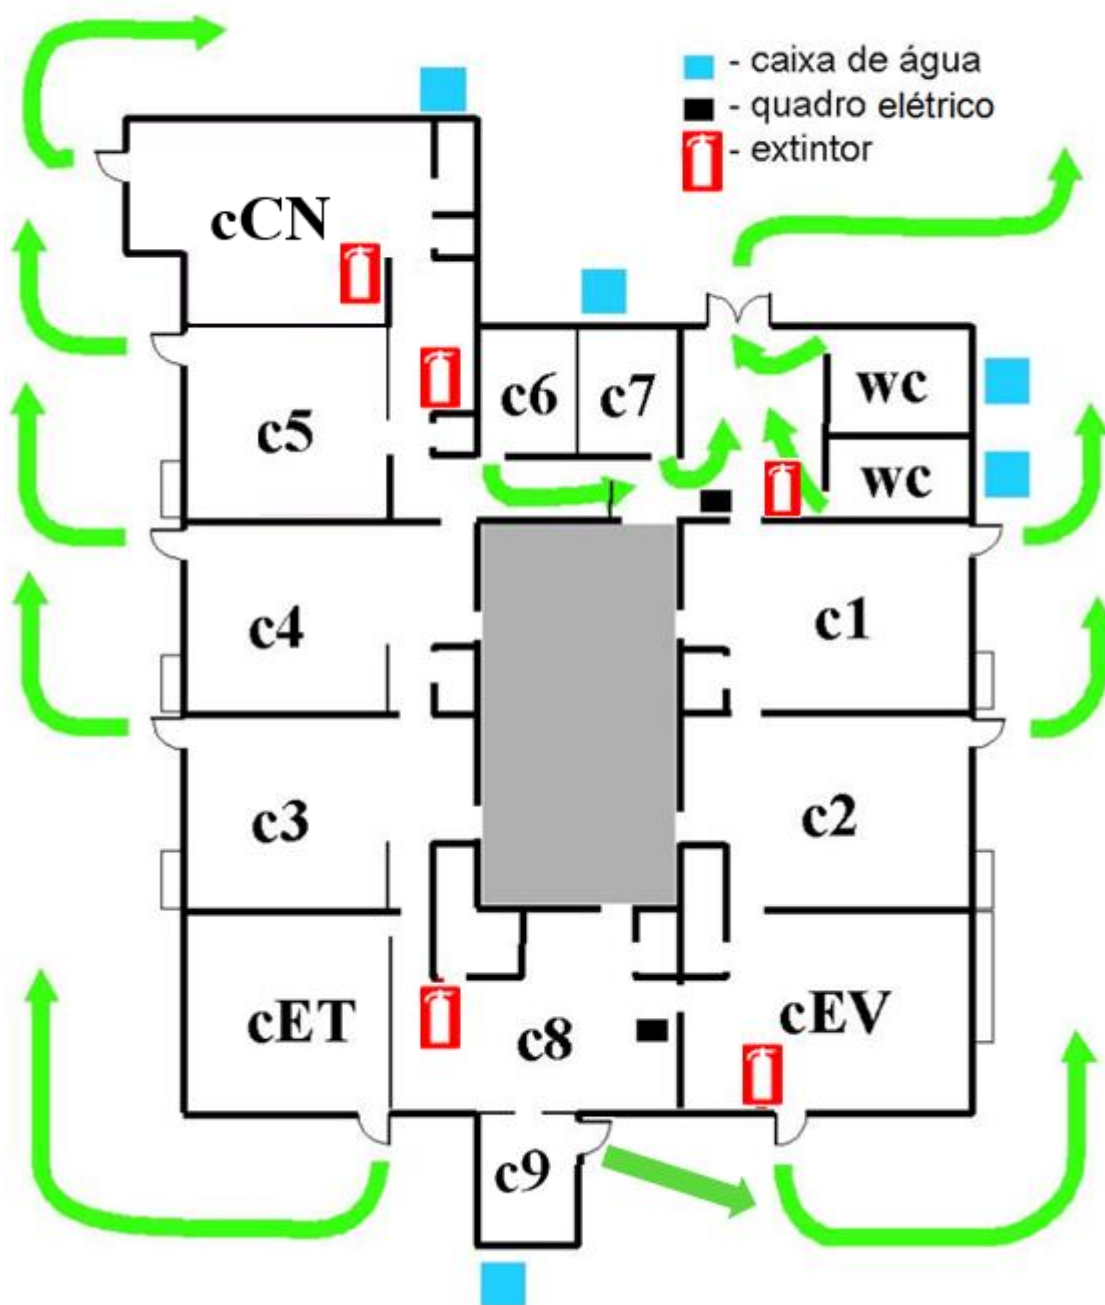 - caixa de água
- quadro elétrico
- extintor
cCN
c6
c7
wc
c5
wc
c4
c1
c3
c2
cET
c8
cEV
c9